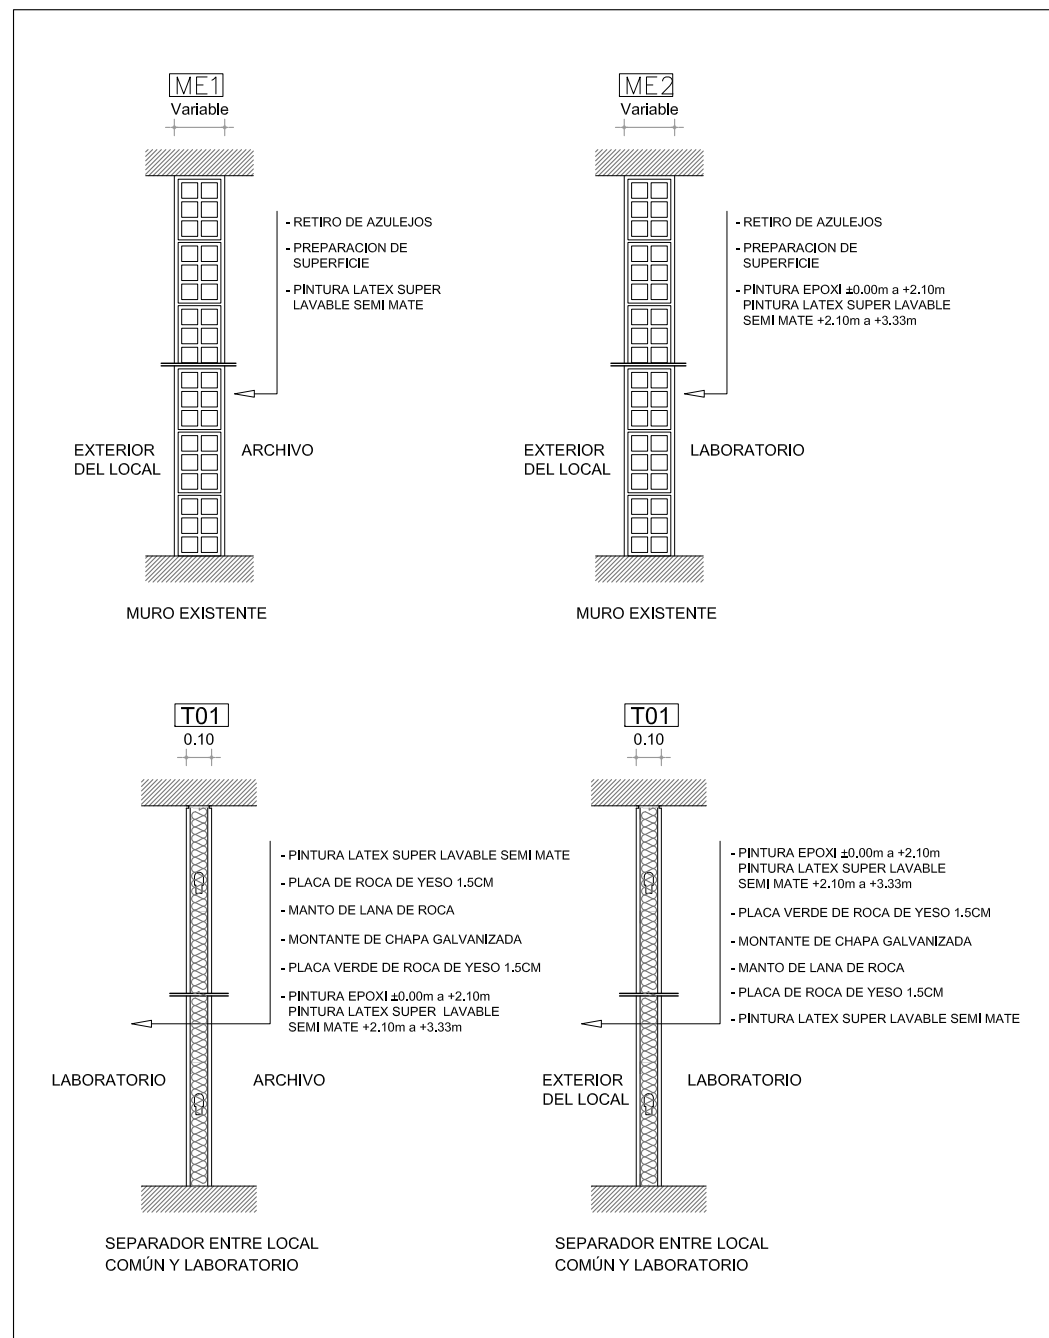 ME1
Variable
- RETIRO DE AZULEJOS
- PREPARACION DE
SUPERFICIE
- PINTURA LATEX SUPER
LAVABLE SEMI MATE
EXTERIOR
DEL LOCAL
ARCHIVO
MURO EXISTENTE
ME2
Variable
- RETIRO DE AZULEJOS
- PREPARACION DE
SUPERFICIE
- PINTURA EPOXI ±0.00m a +2.10m
PINTURA LATEX SUPER LAVABLE
SEMI MATE +2.10m a +3.33m
EXTERIOR
DEL LOCAL
LABORATORIO
MURO EXISTENTE
T01
0.10
- PINTURA LATEX SUPER LAVABLE SEMI MATE
- PLACA DE ROCA DE YESO 1.5CM
- MANTO DE LANA DE ROCA
- MONTANTE DE CHAPA GALVANIZADA
- PLACA VERDE DE ROCA DE YESO 1.5CM
- PINTURA EPOXI ±0.00m a +2.10m
PINTURA LATEX SUPER LAVABLE
SEMI MATE +2.10m a +3.33m
LABORATORIO
ARCHIVO
SEPARADOR ENTRE LOCAL
COMÚN Y LABORATORIO
T01
0.10
- PINTURA EPOXI ±0.00m a +2.10m
PINTURA LATEX SUPER LAVABLE
SEMI MATE +2.10m a +3.33m
- PLACA VERDE DE ROCA DE YESO 1.5CM
- MONTANTE DE CHAPA GALVANIZADA
- MANTO DE LANA DE ROCA
- PLACA DE ROCA DE YESO 1.5CM
- PINTURA LATEX SUPER LAVABLE SEMI MATE
EXTERIOR
DEL LOCAL
LABORATORIO
SEPARADOR ENTRE LOCAL
COMÚN Y LABORATORIO